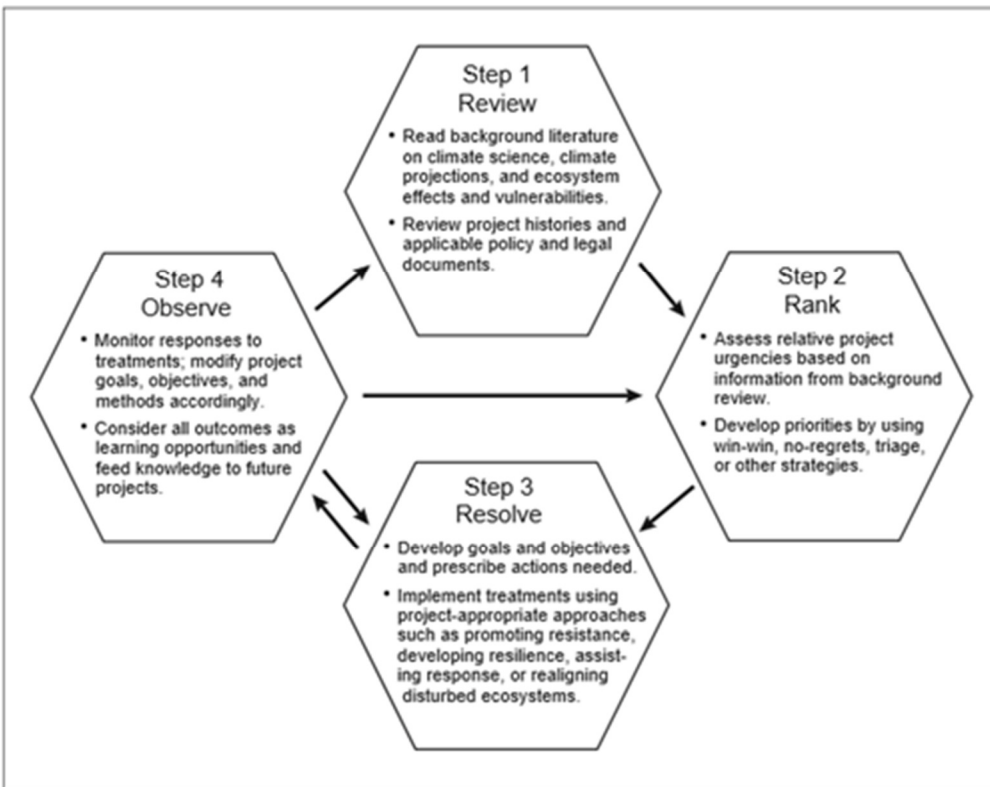 Step 1
Review
• Read background literature
on climate science, climate
projections, and ecosystem
effects and vulnerabilities.
• Review project histories and
applicable policy and legal
documents.
Step 2
Rank
• Assess relative project
urgencies based on
information from background
review.
• Develop priorities by using
win-win, no-regrets, triage,
or other strategies.
Step 3
Resolve
• Develop goals and objectives
and prescribe actions needed.
• Implement treatments using
project-appropriate approaches
such as promoting resistance,
developing resilience, assist-
ing response, or realigning
disturbed ecosystems.
Step 4
Observe
• Monitor responses to
treatments; modify project
goals, objectives, and
methods accordingly.
• Consider all outcomes as
learning opportunities and
feed knowledge to future
projects.